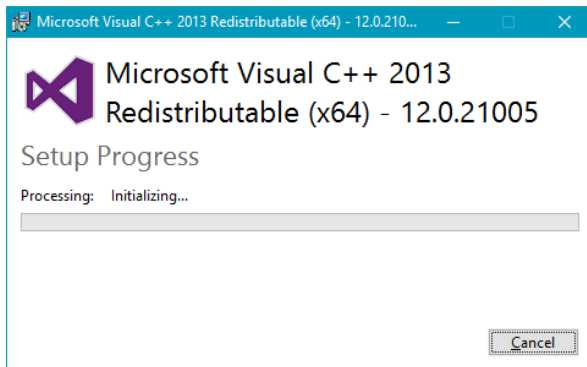 Microsoft Visual C++ 2013 Redistributable (x64) - 12.0.210...
Microsoft Visual C++ 2013
Redistributable (x64) - 12.0.21005
Setup Progress
Processing: Initializing...
Cancel